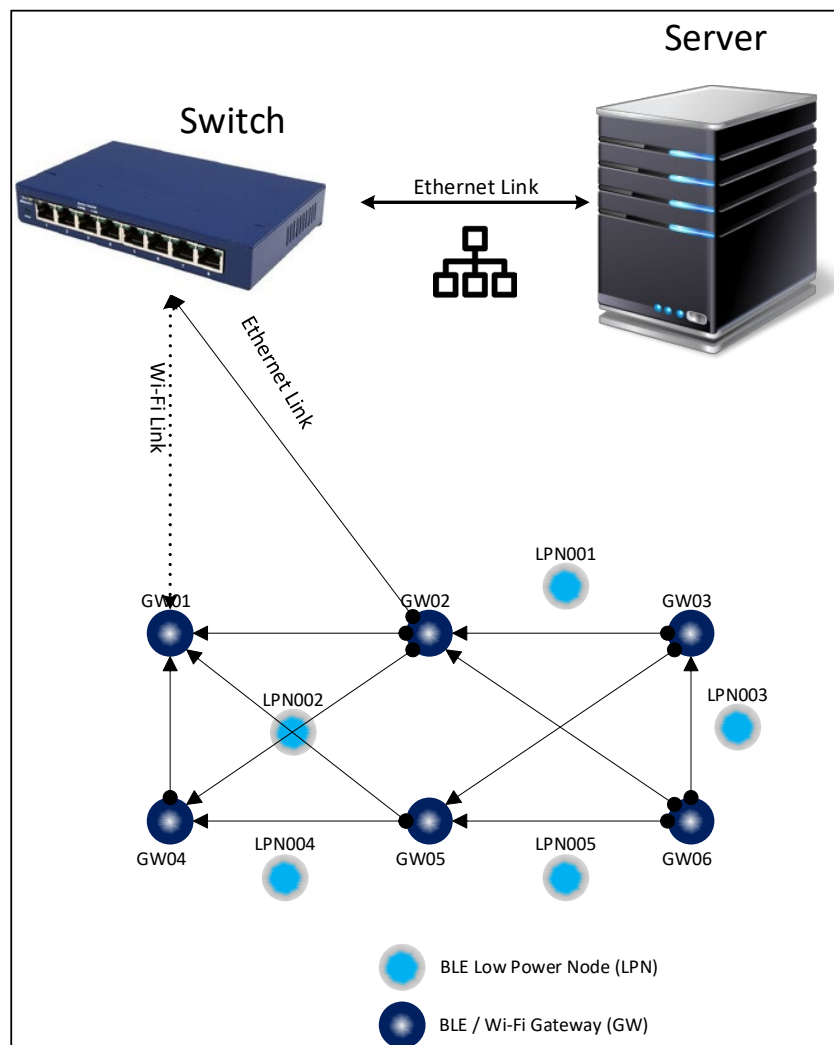 Server
Switch
Ethernet Link
Ethernet Link
Wi-Fi Link
LPN001
GW01
GW02
GW03
LPN002
LPN003
LPN004
LPN005
GW04
GW05
GW06
BLE Low Power Node (LPN)
BLE / Wi-Fi Gateway (GW)